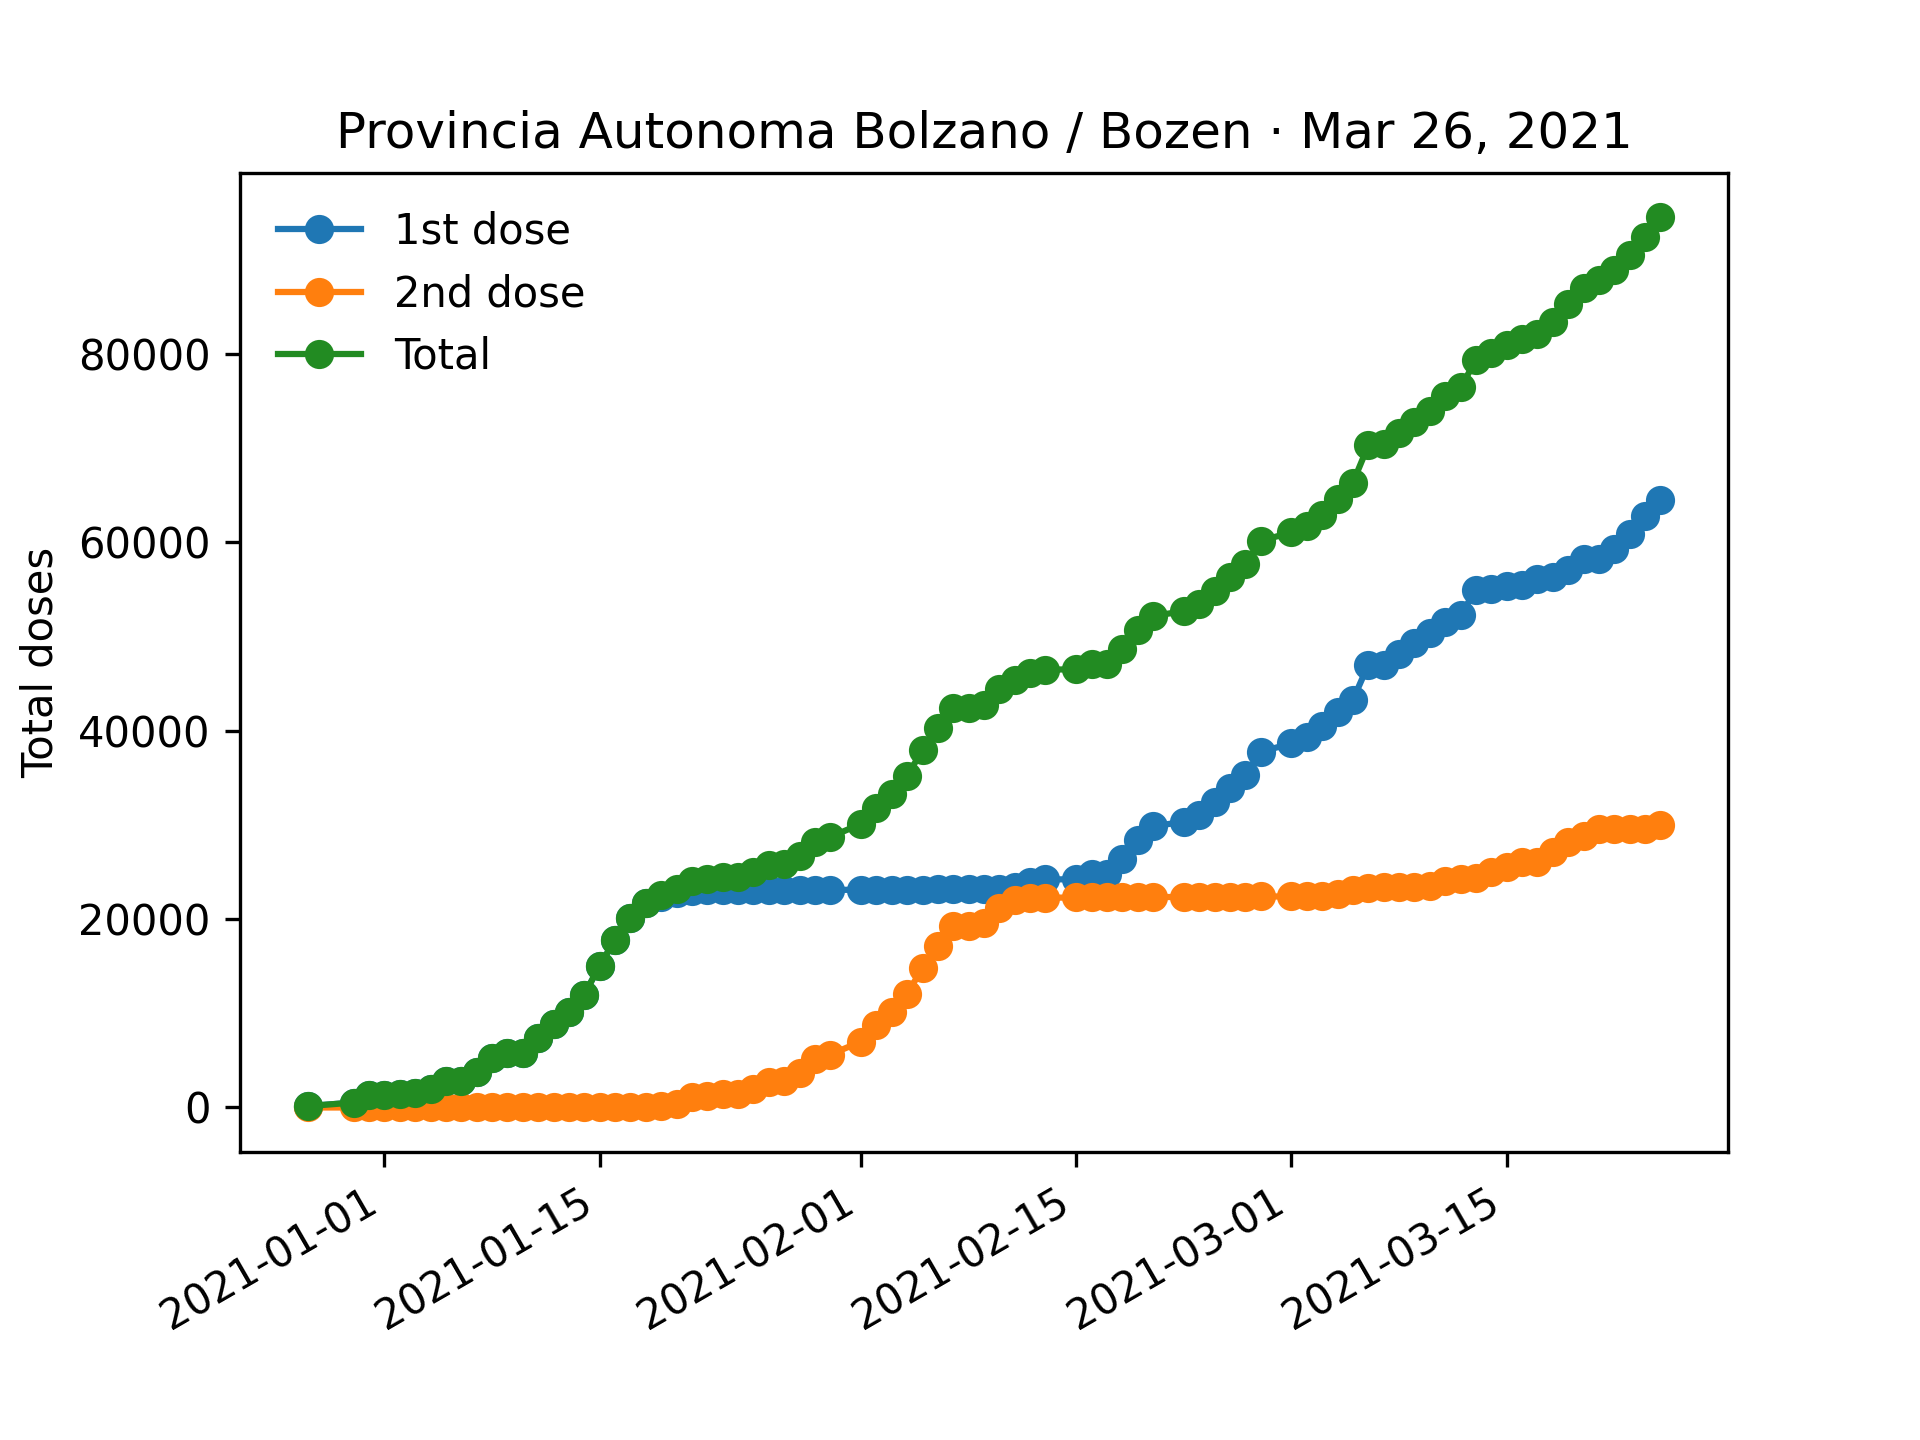 Provincia Autonoma Bolzano / Bozen · Mar 26, 2021
1st dose
2nd dose
Total
Total doses
80000
60000
40000
20000
0
2021-01-01
2021-01-15
2021-02-01
2021-02-15
2021-03-01
2021-03-15